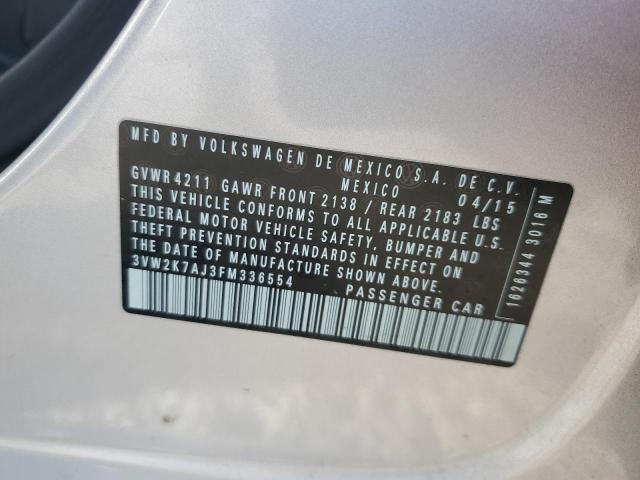 MFD BY VOLKSWAGEN DE MEXICO S.A. DE C.V.
MEXICO 04/15
GVWR 4211 GAWR FRONT 2138 / REAR 2183 LBS
THIS VEHICLE CONFORMS TO ALL APPLICABLE U.S.
FEDERAL MOTOR VEHICLE SAFETY, BUMPER AND
THEFT PREVENTION STANDARDS IN EFFECT ON
THE DATE OF MANUFACTURE SHOWN ABOVE.
3VW2K7AJ3FM336554 PASSENGER CAR
1626344 3016 M